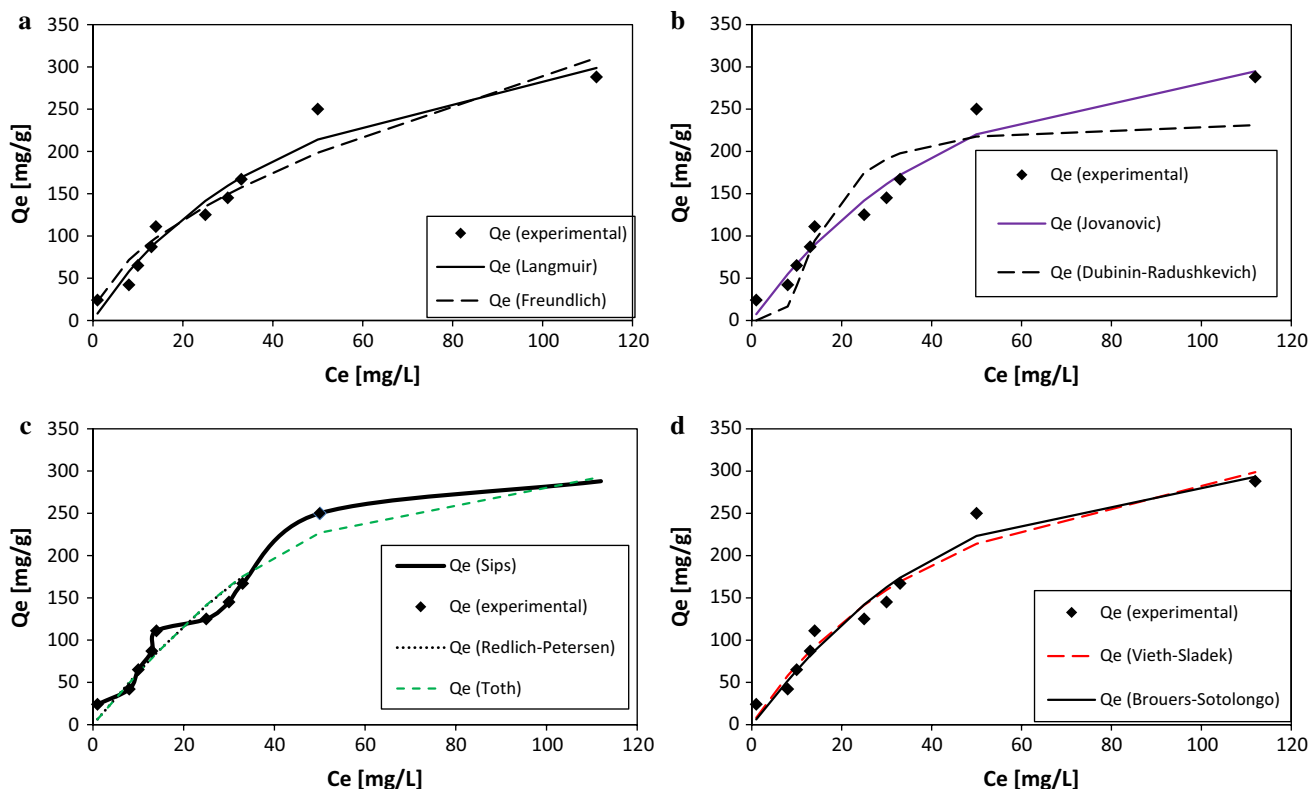 a
350
300
250
200
150
100
50
0
Qe [mg/g]
0 20 40 60 80 100 120
Ce [mg/L]
Qe (experimental)
Qe (Langmuir)
Qe (Freundlich)
b
350
300
250
200
150
100
50
0
Qe [mg/g]
0 20 40 60 80 100 120
Ce [mg/L]
Qe (experimental)
Qe (Jovanovic)
Qe (Dubinin-Radushkevich)
c
350
300
250
200
150
100
50
0
Qe [mg/g]
0 20 40 60 80 100 120
Ce [mg/L]
Qe (Sips)
Qe (experimental)
Qe (Redlich-Petersen)
Qe (Toth)
d
350
300
250
200
150
100
50
0
Qe [mg/g]
0 20 40 60 80 100 120
Ce [mg/L]
Qe (experimental)
Qe (Vieth-Sladek)
Qe (Brouers-Sotolongo)